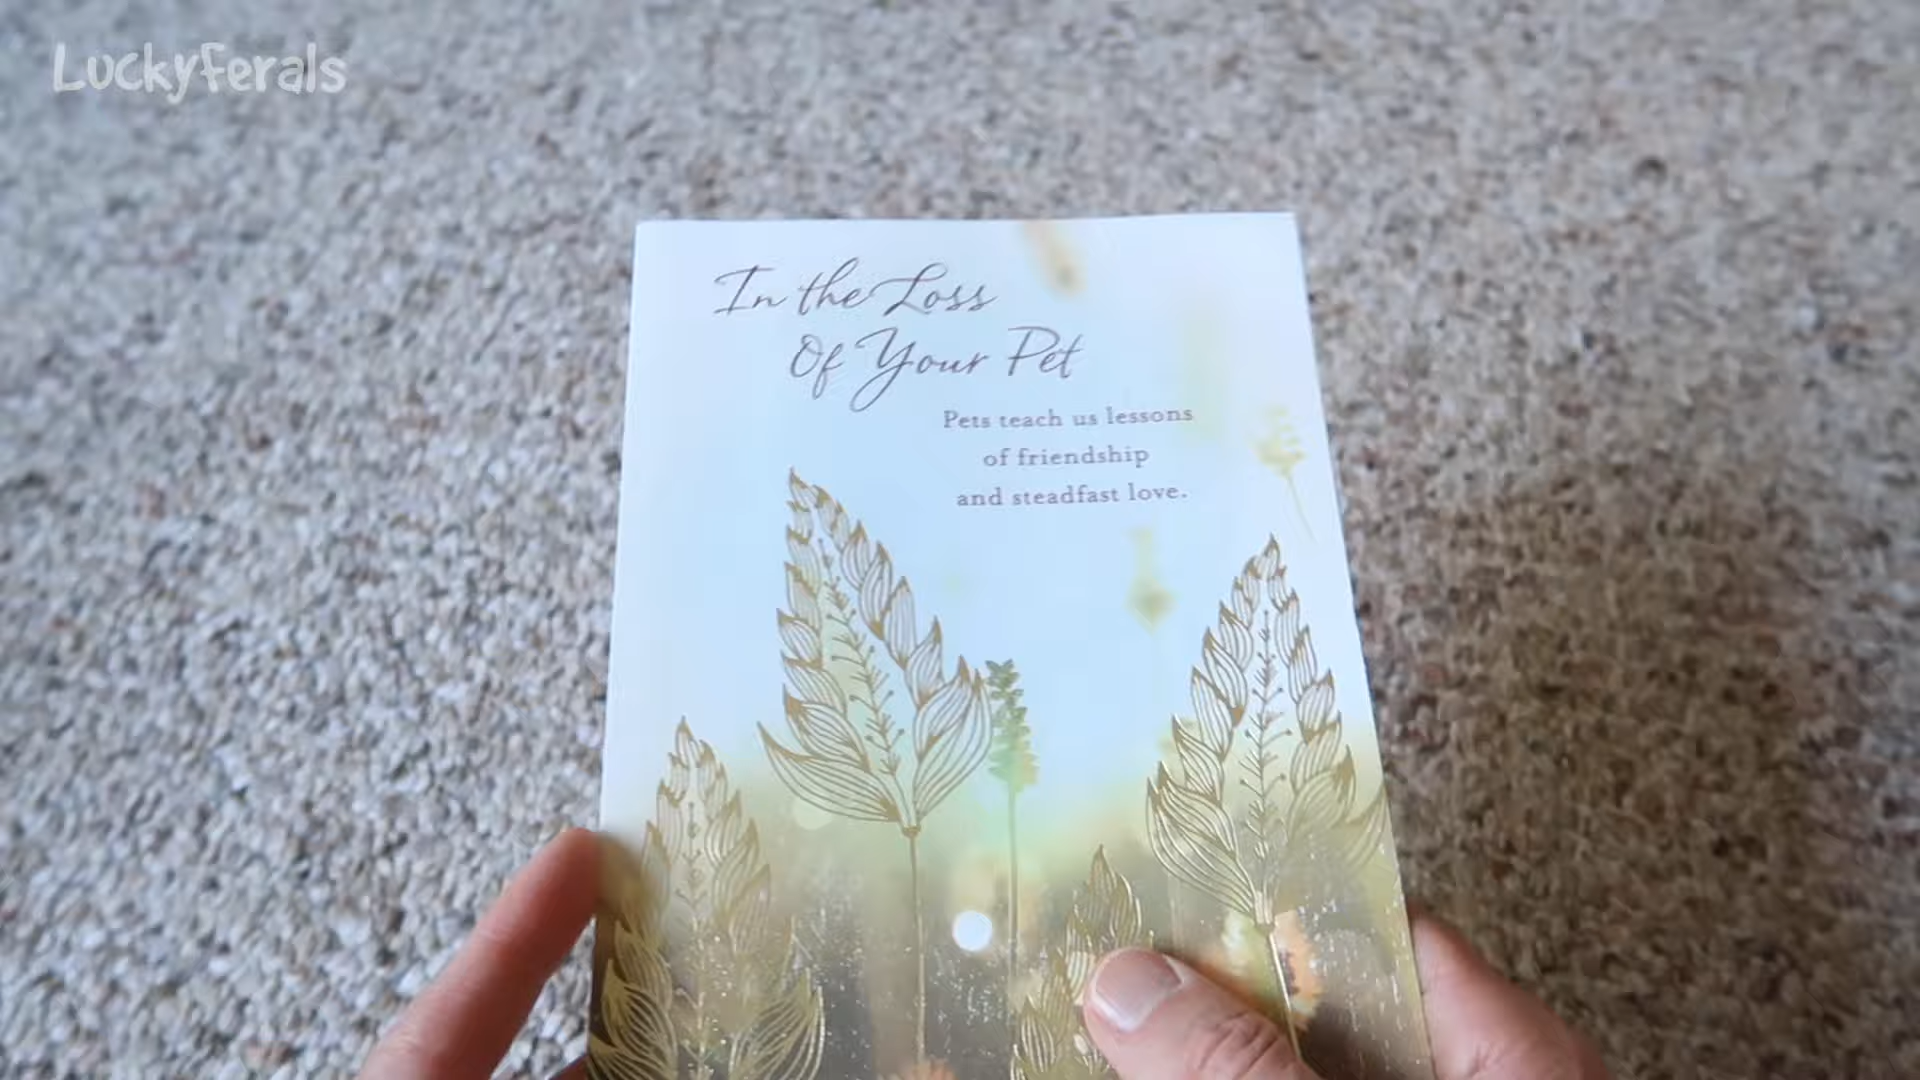 LuckyFerals
In the Loss
Of Your Pet
Pets teach us lessons
of friendship
and steadfast love.